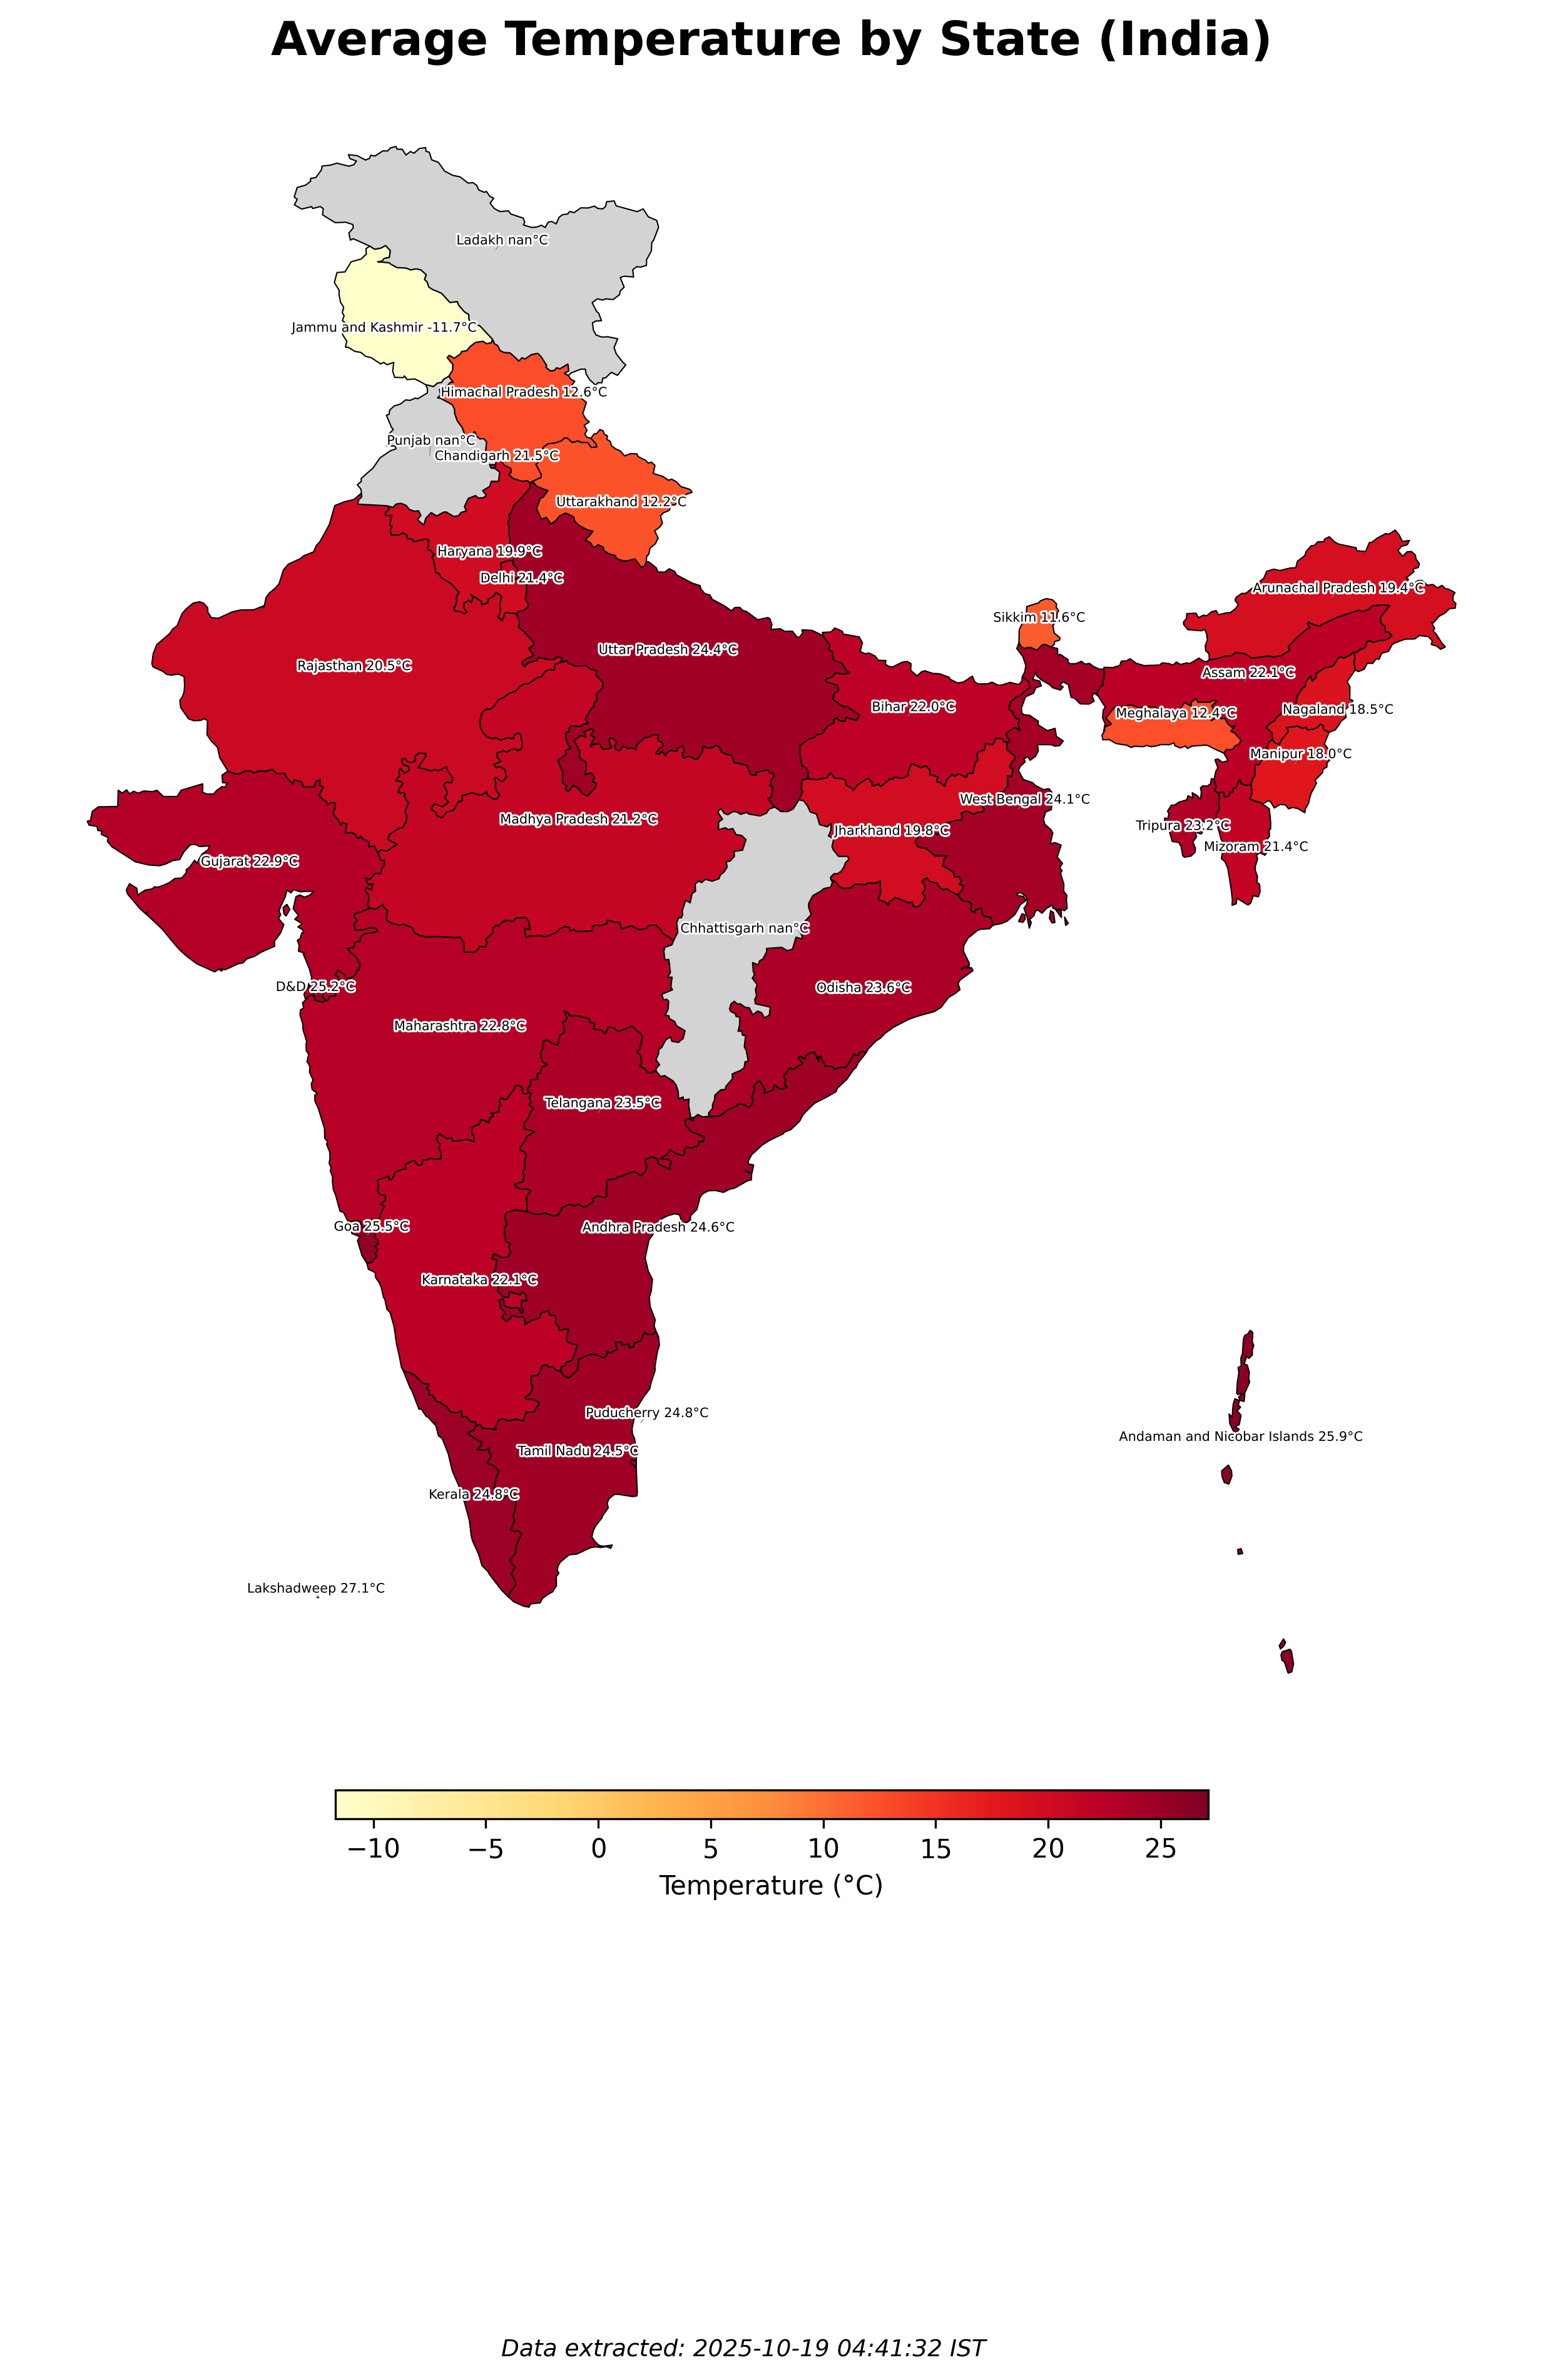 Average Temperature by State (India)
Ladakh nan°C
Jammu and Kashmir -11.7°C
Himachal Pradesh 12.6°C
Punjab nan°C
Chandigarh 21.5°C
Uttarakhand 12.2°C
Haryana 19.9°C
Delhi 21.4°C
Arunachal Pradesh 19.4°C
Sikkim 11.6°C
Uttar Pradesh 24.4°C
Rajasthan 20.5°C
Assam 22.1°C
Bihar 22.0°C
Nagaland 18.5°C
Meghalaya 12.4°C
Manipur 18.0°C
West Bengal 24.1°C
Madhya Pradesh 21.2°C
Tripura 23.2°C
Jharkhand 19.8°C
Mizoram 21.4°C
Gujarat 22.9°C
Chhattisgarh nan°C
D&D 25.2°C
Odisha 23.6°C
Maharashtra 22.8°C
Telangana 23.5°C
Goa 25.5°C
Andhra Pradesh 24.6°C
Karnataka 22.1°C
Puducherry 24.8°C
Andaman and Nicobar Islands 25.9°C
Tamil Nadu 24.5°C
Kerala 24.8°C
Lakshadweep 27.1°C
−10 −5 0 5 10 15 20 25
Temperature (°C)
Data extracted: 2025-10-19 04:41:32 IST